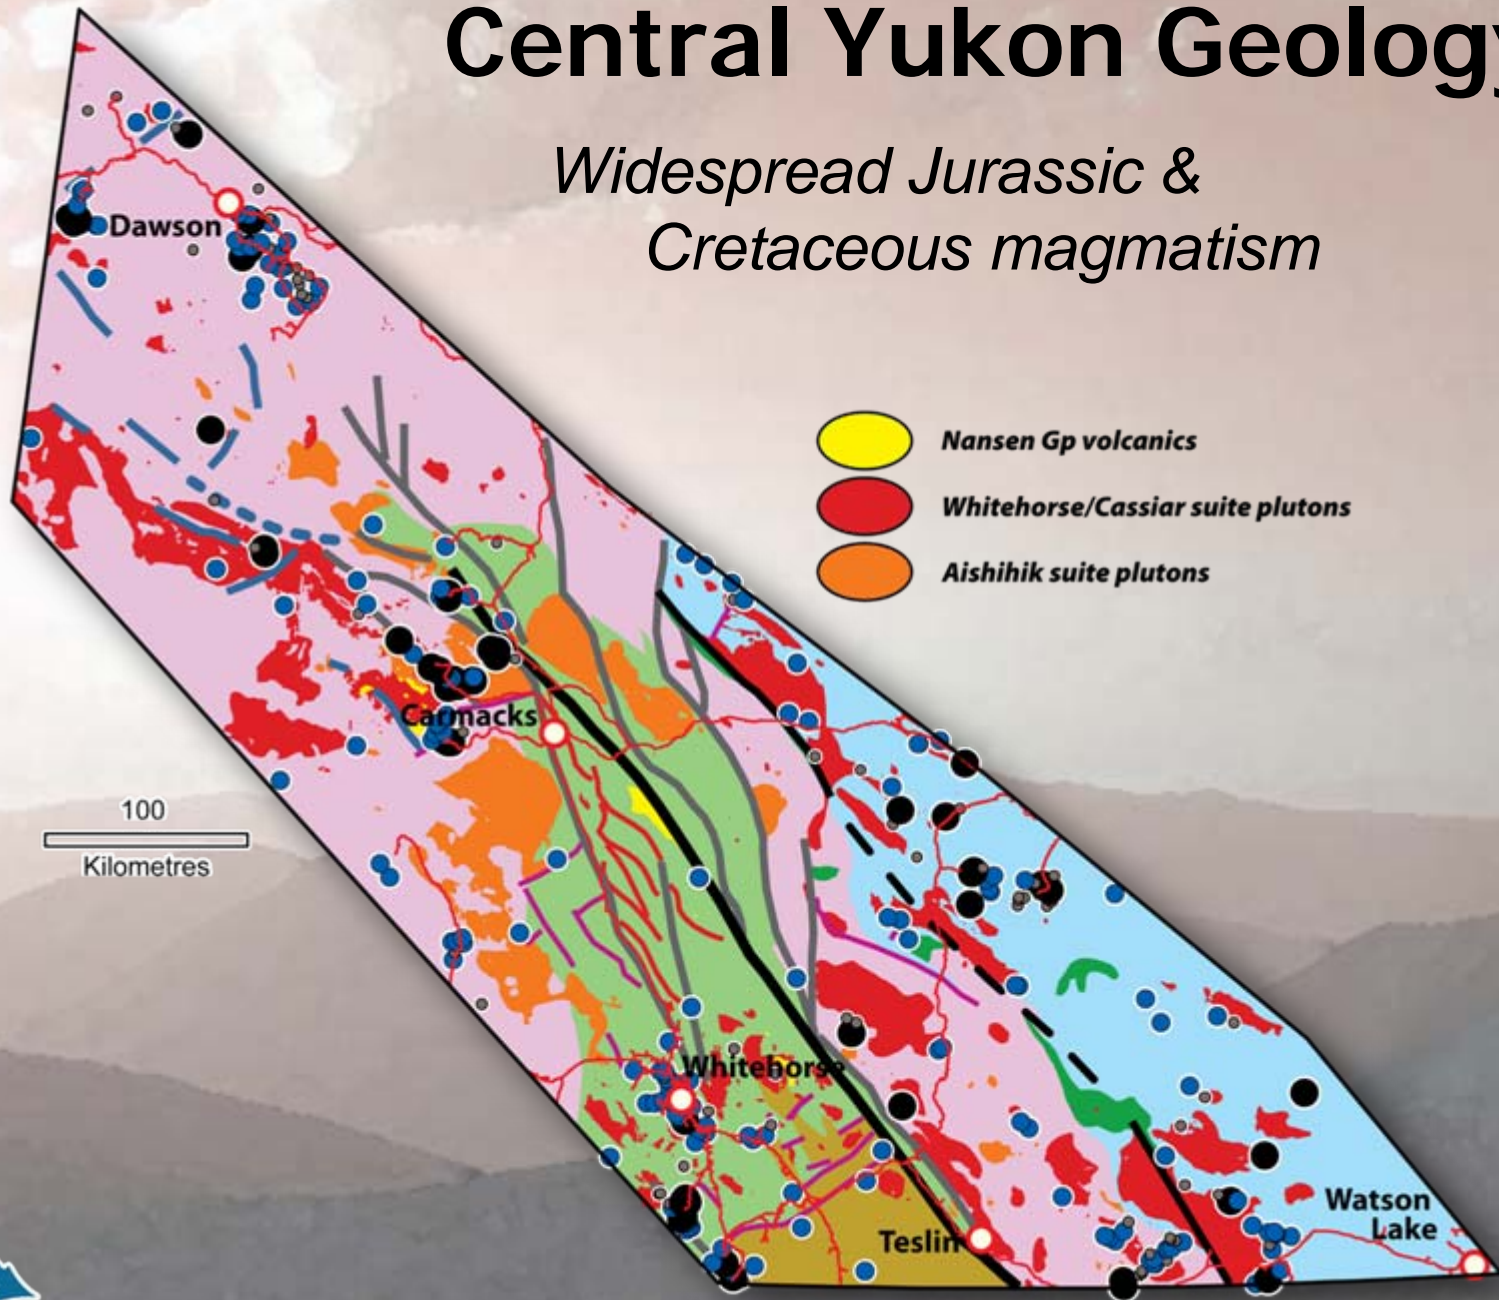 Central Yukon Geology
Widespread Jurassic &
Cretaceous magmatism
Dawson
Nansen Gp volcanics
Whitehorse/Cassiar suite plutons
Aishihik suite plutons
Carmacks
100
Kilometres
Whitehorse
Watson
Lake
Teslin